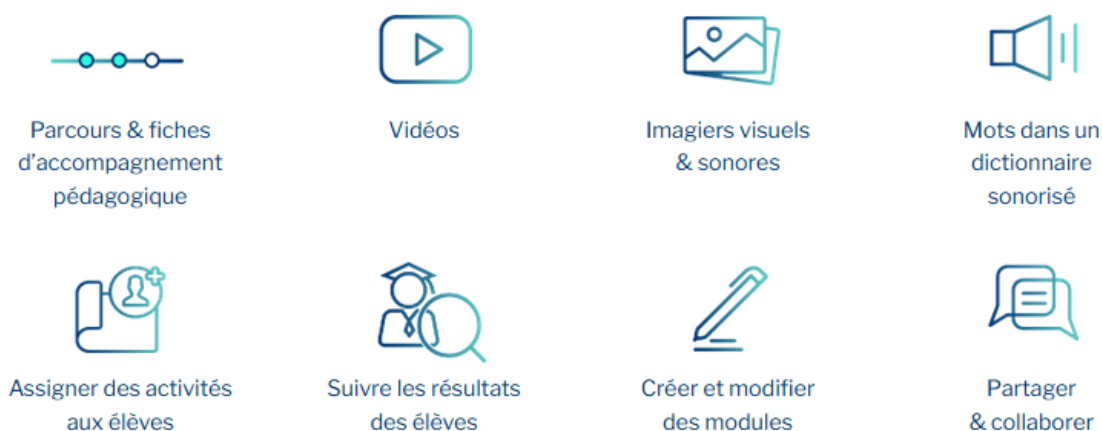 Parcours & fiches
d’accompagnement
pédagogique
Vidéos
Imagiers visuels
& sonores
Mots dans un
dictionnaire
sonorisé
Assigner des activités
aux élèves
Suivre les résultats
des élèves
Créer et modifier
des modules
Partager
& collaborer